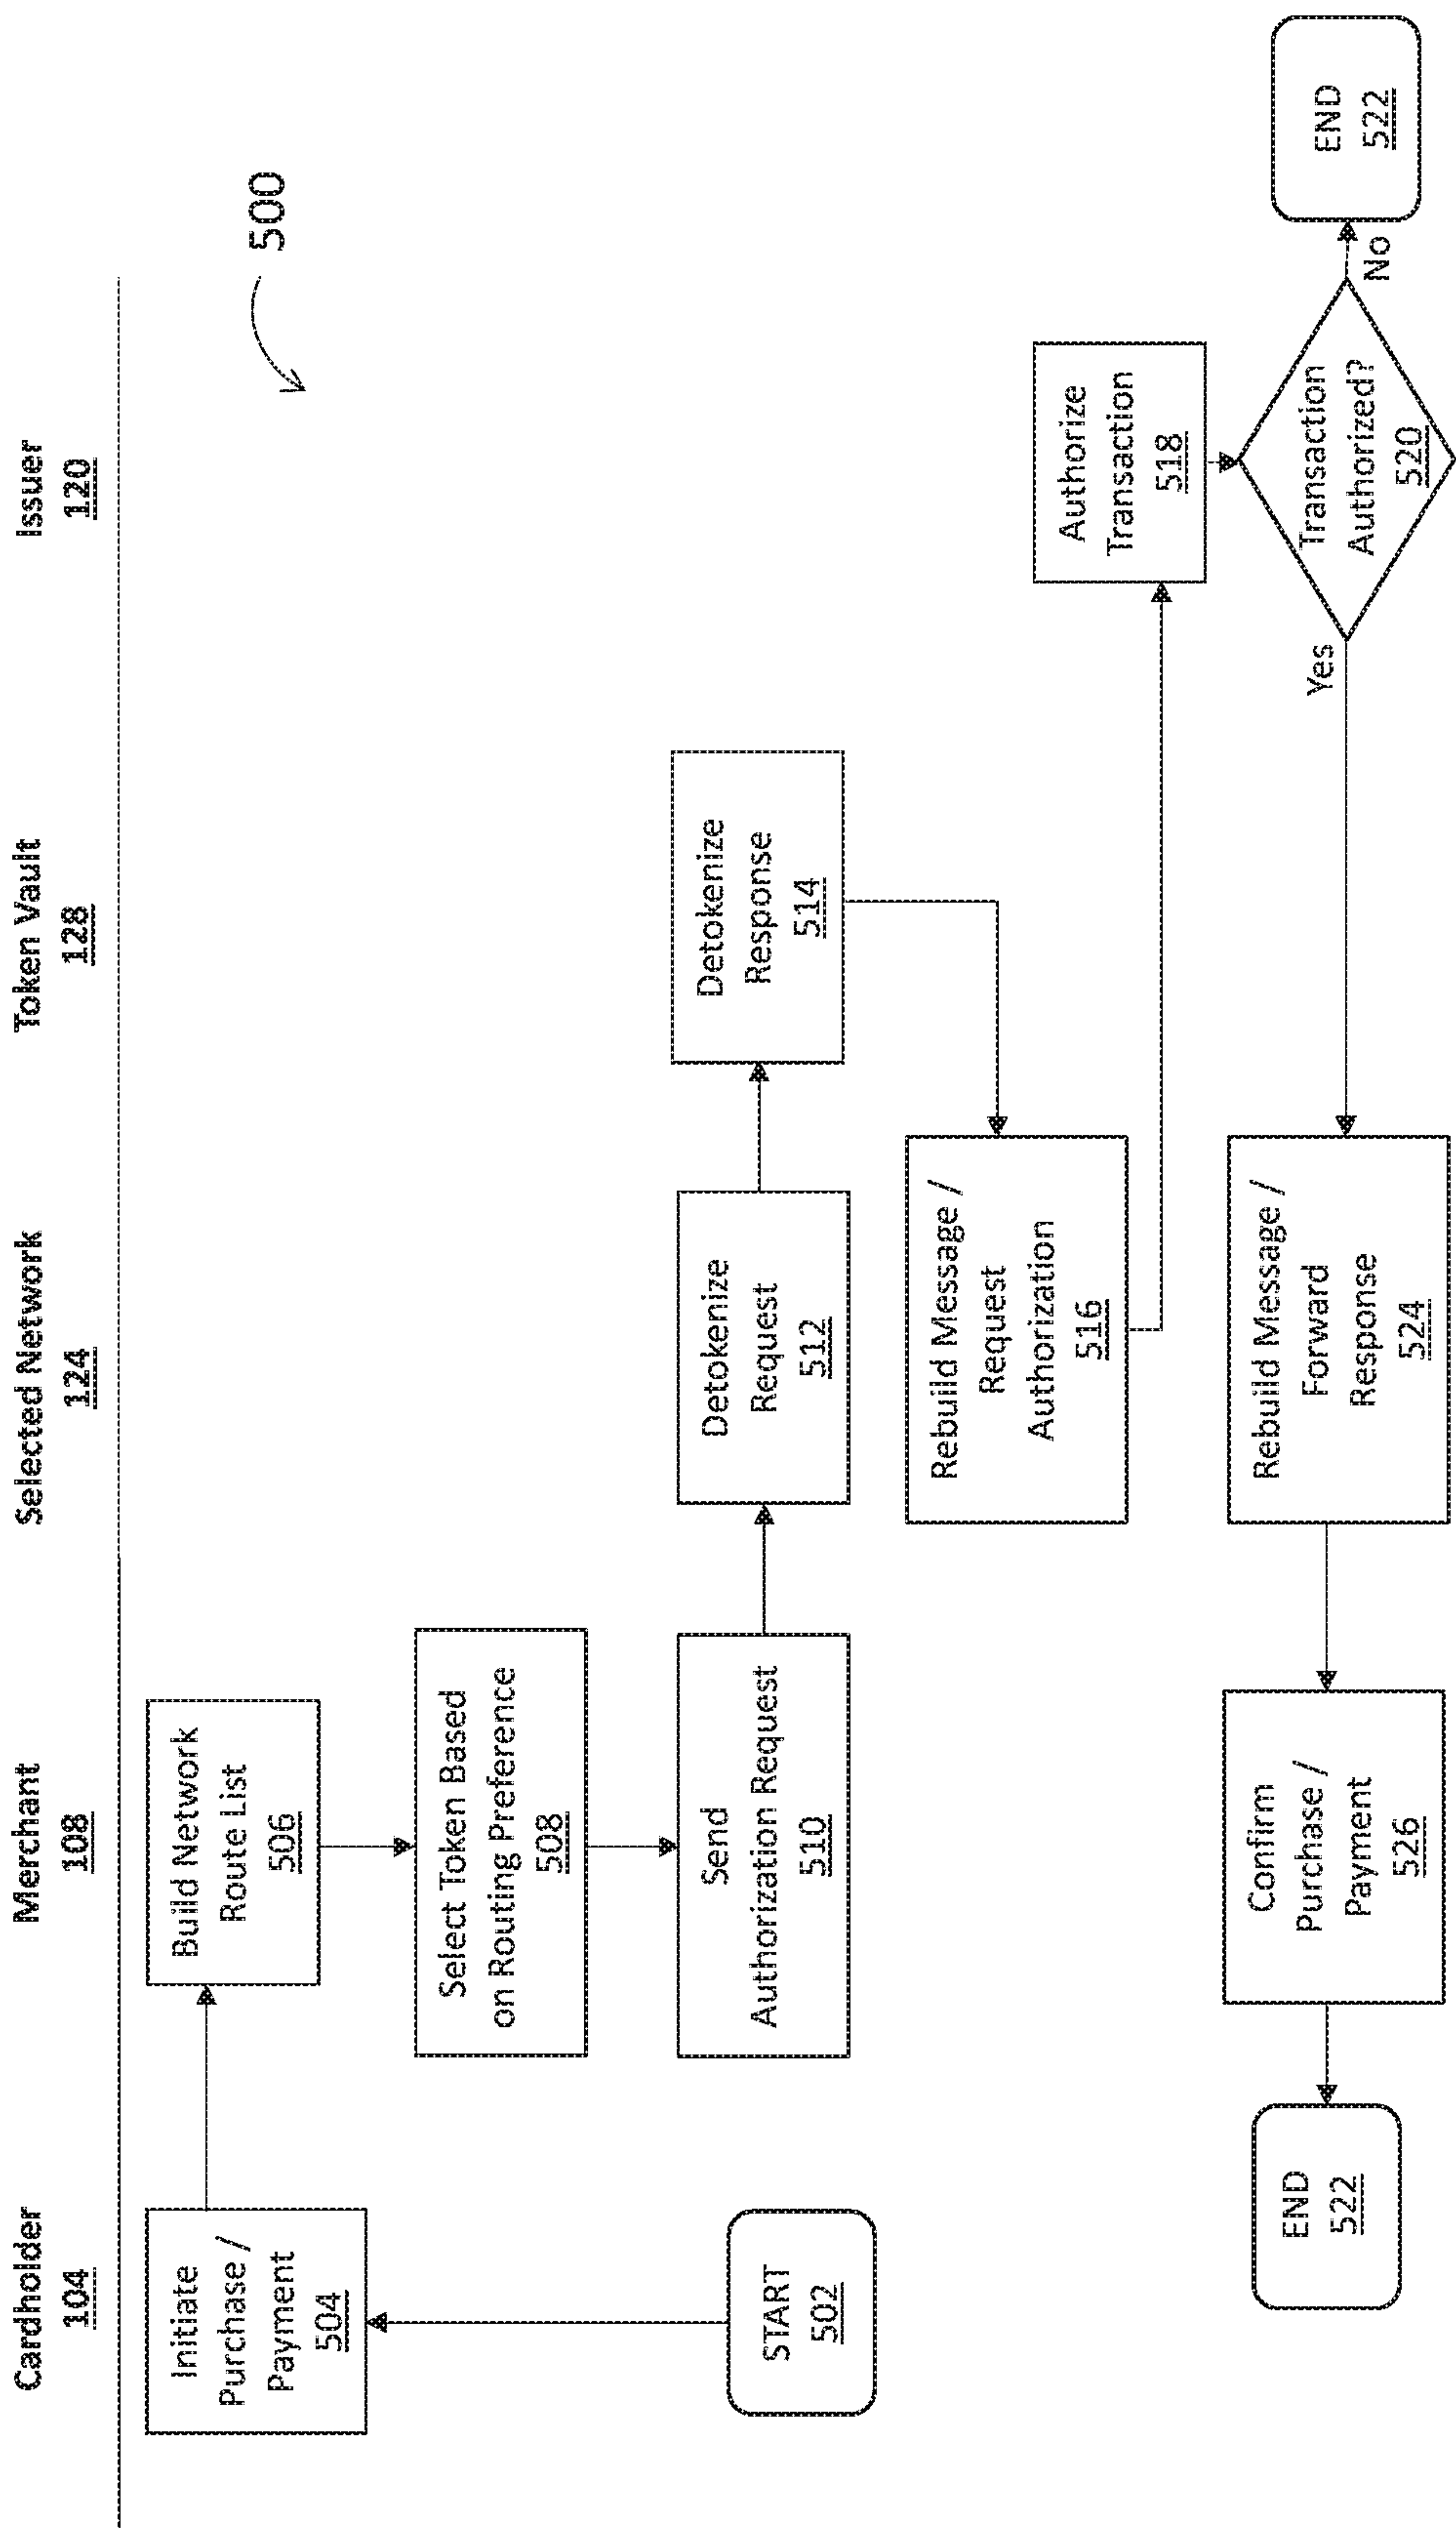 Cardholder
104
Merchant
108
Selected Network
124
Token Vault
128
Issuer
120
500
Initiate
Purchase /
Payment
504
Build Network
Route List
506
Select Token Based
on Routing Preference
508
START
502
Send
Authorization Request
510
Detokenize
Request
512
Detokenize
Response
514
Rebuild Message /
Request
Authorization
516
Authorize
Transaction
518
Transaction
Authorized?
520
No
END
522
Yes
Rebuild Message /
Forward
Response
524
Confirm
Purchase /
Payment
526
END
522